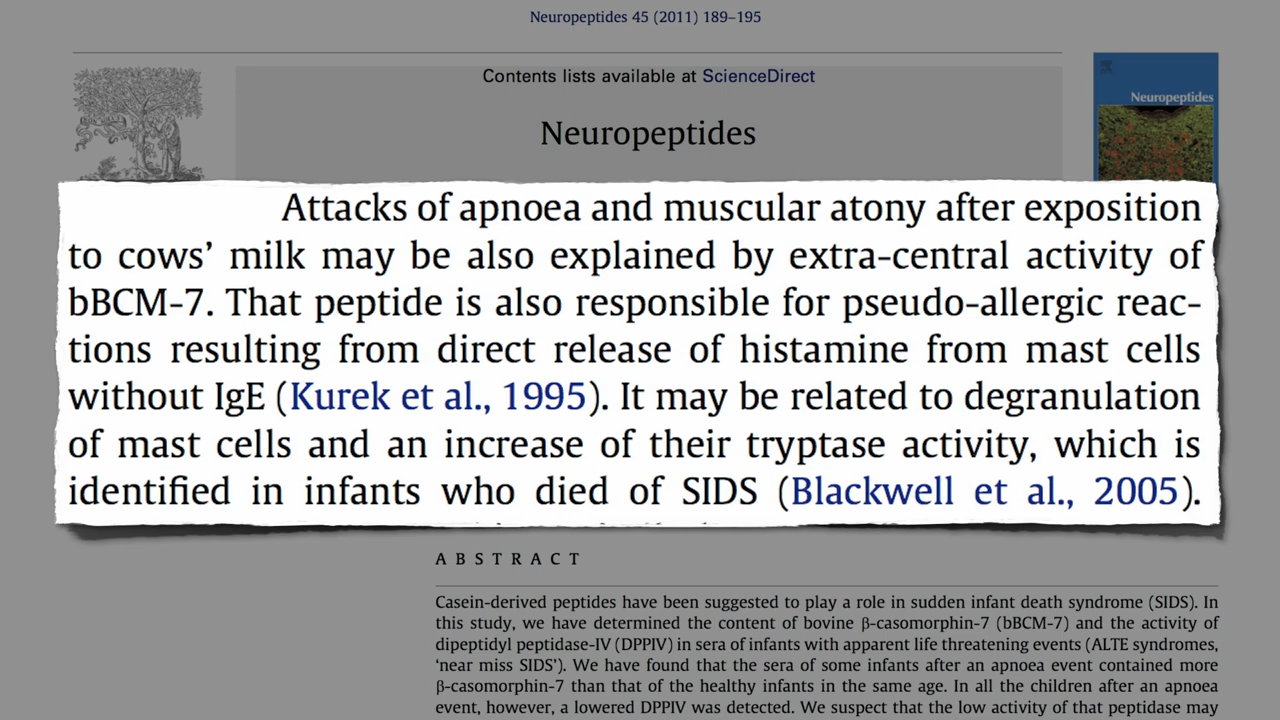 Neuropeptides 45 (2011) 189–195
Contents lists available at ScienceDirect
Neuropeptides
Neuropeptides
Attacks of apnoea and muscular atony after exposition
to cows’ milk may be also explained by extra-central activity of
bBCM-7. That peptide is also responsible for pseudo-allergic reac-
tions resulting from direct release of histamine from mast cells
without IgE (Kurek et al., 1995). It may be related to degranulation
of mast cells and an increase of their tryptase activity, which is
identified in infants who died of SIDS (Blackwell et al., 2005).
ABSTRACT
Casein-derived peptides have been suggested to play a role in sudden infant death syndrome (SIDS). In
this study, we have determined the content of bovine β-casomorphin-7 (bBCM-7) and the activity of
dipeptidyl peptidase-IV (DPPIV) in sera of infants with apparent life threatening events (ALTE syndromes,
‘near miss SIDS’). We have found that the sera of some infants after an apnoea event contained more
β-casomorphin-7 than that of the healthy infants in the same age. In all the children after an apnoea
event, however, a lowered DPPIV was detected. We suspect that the low activity of that peptidase may